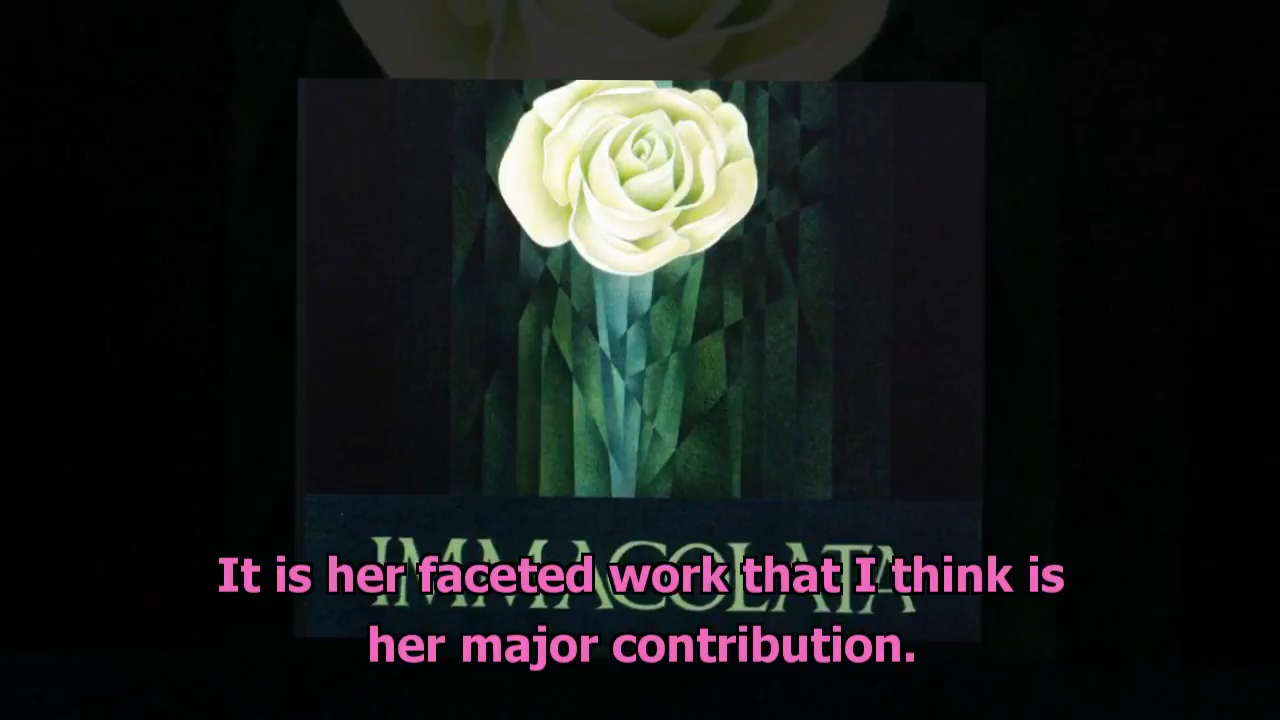 IMMACOLATA
It is her faceted work that I think is
her major contribution.